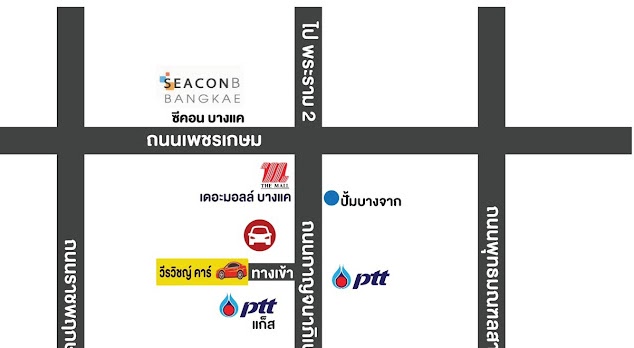 ไป พระราม 2
SEACONB
BANGKAE
ซีคอน บางแค
ถนนเพชรเกษม
THE MALL
เดอะมอลล์ บางแค
ปั้มบางจาก
วีรวิชญ์ คาร์
ทางเข้า
ptt
ptt
แก็ส
ถนนราชพฤกษ
ถนนกาญจนาภิเ
ถนนพุทธมณฑลสา